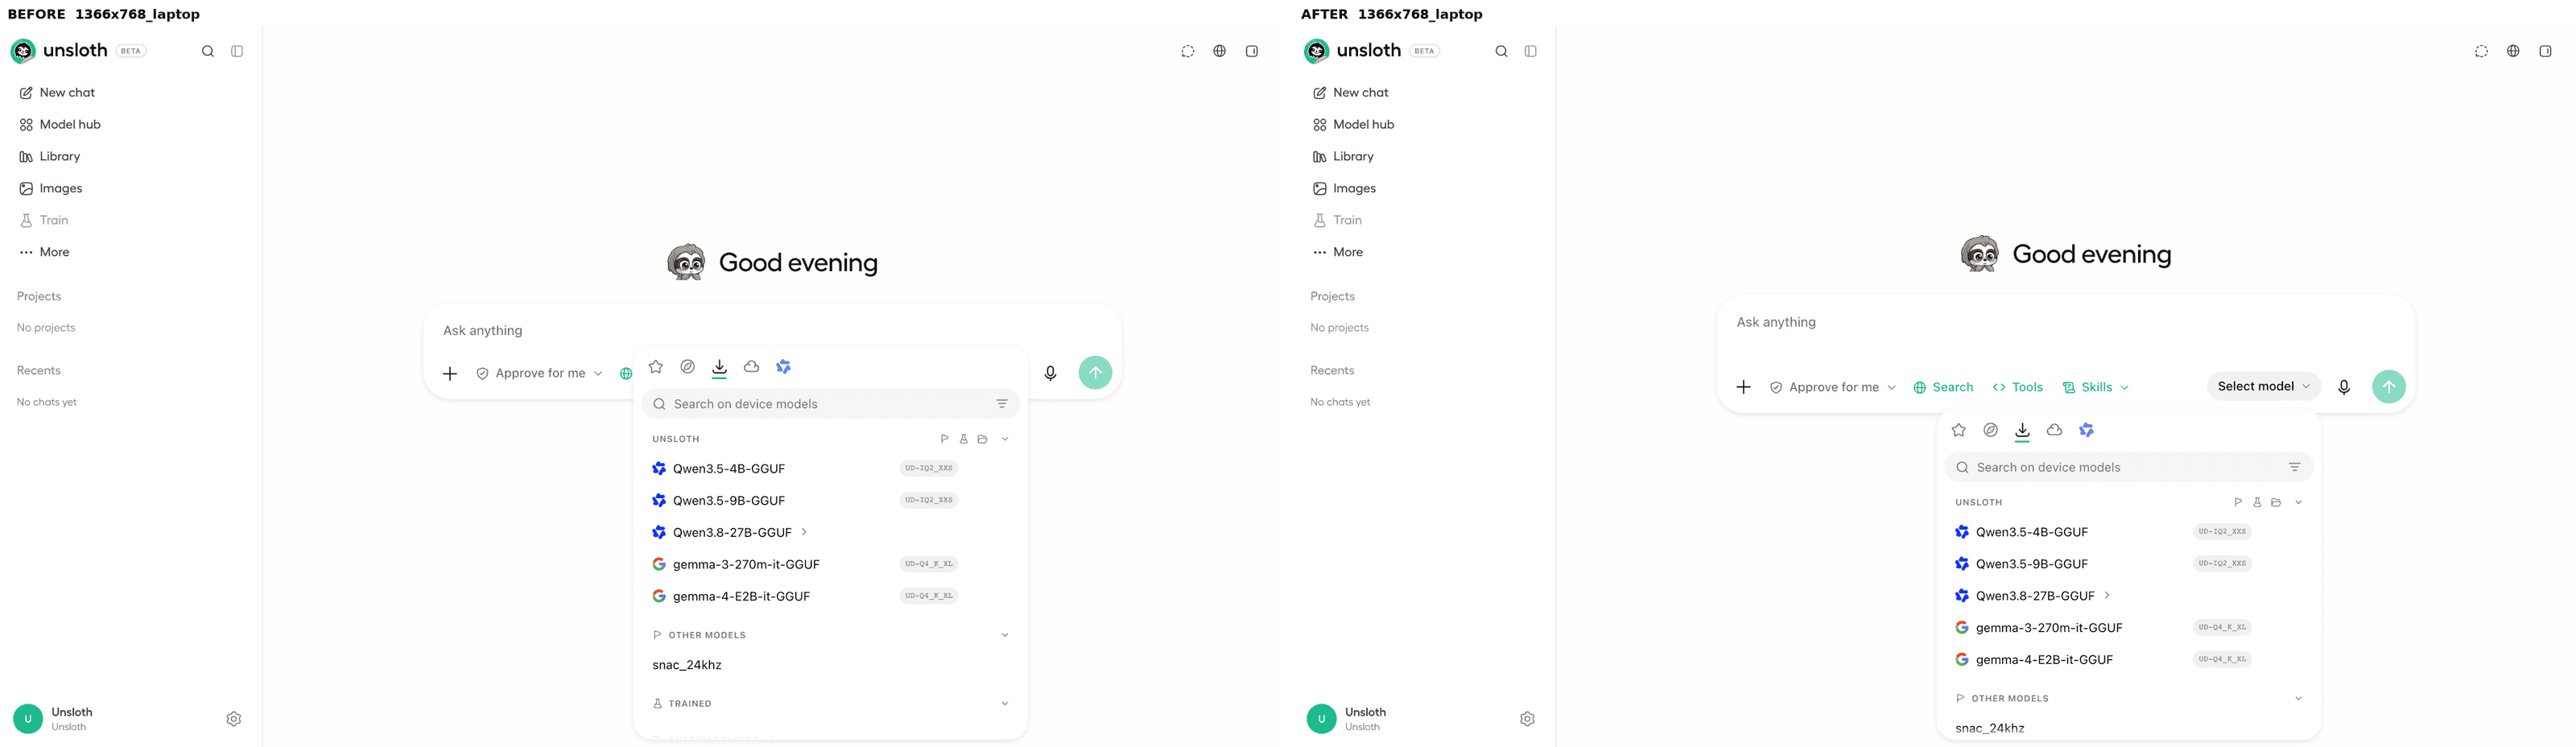 BEFORE 1366x768_laptop
unsloth BETA
New chat
Model hub
Library
Images
Train
More
Projects
No projects
Recents
No chats yet
Unsloth
Unsloth
U
Good evening
Ask anything
Approve for me
Search on device models
UNSLOTH
Qwen3.5-4B-GGUF UD-IQ2_XXS
Qwen3.5-9B-GGUF UD-IQ2_XXS
Qwen3.8-27B-GGUF
gemma-3-270m-it-GGUF UD-Q4_K_XL
gemma-4-E2B-it-GGUF UD-Q4_K_XL
OTHER MODELS
snac_24khz
TRAINED
AFTER 1366x768_laptop
unsloth BETA
New chat
Model hub
Library
Images
Train
More
Projects
No projects
Recents
No chats yet
Unsloth
Unsloth
U
Good evening
Ask anything
Approve for me Search Tools Skills Select model
Search on device models
UNSLOTH
Qwen3.5-4B-GGUF UD-IQ2_XXS
Qwen3.5-9B-GGUF UD-IQ2_XXS
Qwen3.8-27B-GGUF
gemma-3-270m-it-GGUF UD-Q4_K_XL
gemma-4-E2B-it-GGUF UD-Q4_K_XL
OTHER MODELS
snac_24khz